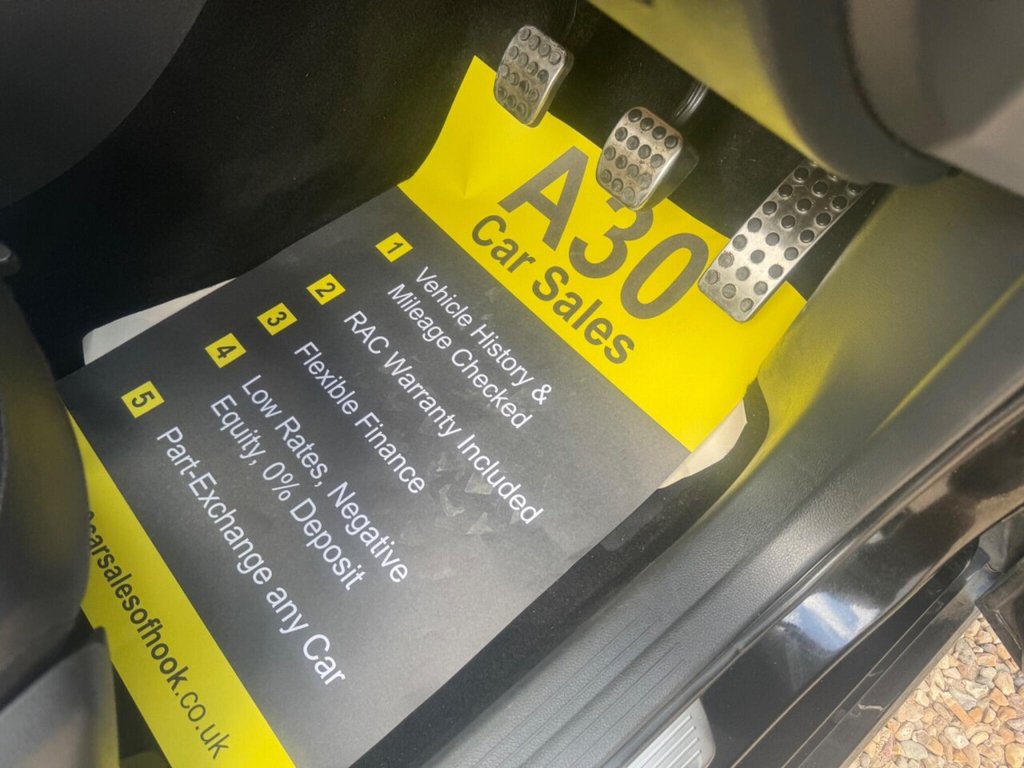 A30
Car Sales
1 Vehicle History &
Mileage Checked
2 RAC Warranty Included
3 Flexible Finance
4 Low Rates, Negative
Equity, 0% Deposit
5 Part-Exchange any Car
carsalesofhook.co.uk